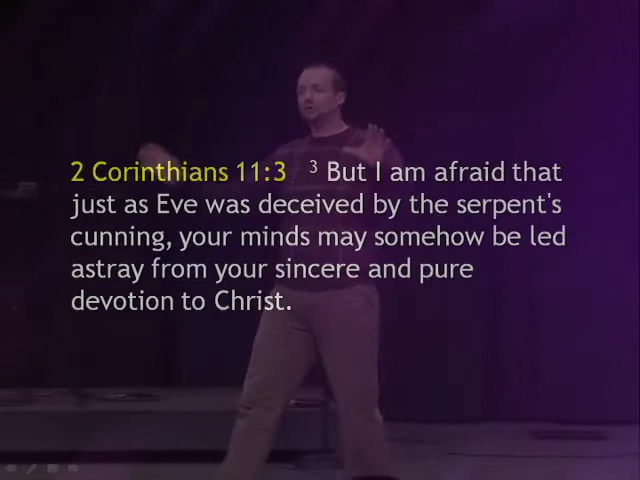 2 Corinthians 11:3 ³ But I am afraid that
just as Eve was deceived by the serpent's
cunning, your minds may somehow be led
astray from your sincere and pure
devotion to Christ.